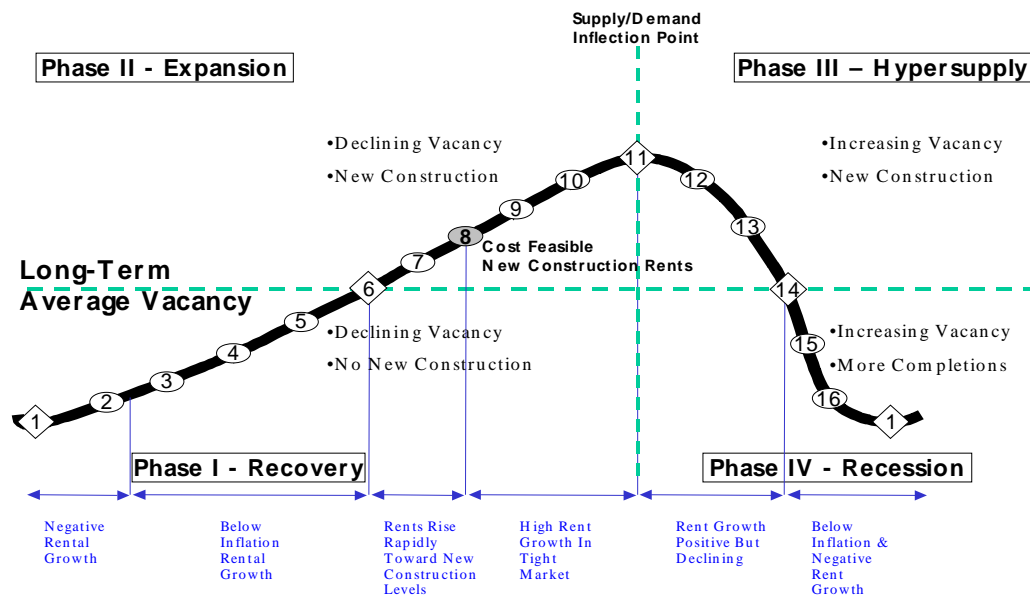 Supply/Demand
Inflection Point
Phase II - Expansion
Phase III – Hypersupply
•Declining Vacancy
•New Construction
•Increasing Vacancy
•New Construction
11
10
12
9
13
8
Cost Feasible
New Construction Rents
7
Long-Term
Average Vacancy
6
14
5
•Declining Vacancy
•No New Construction
•Increasing Vacancy
•More Completions
15
4
3
2
16
1
1
Phase I - Recovery
Phase IV - Recession
Negative
Rental
Growth
Below
Inflation
Rental
Growth
Rents Rise
Rapidly
Toward New
Construction
Levels
High Rent
Growth In
Tight
Market
Rent Growth
Positive But
Declining
Below
Inflation &
Negative
Rent
Growth